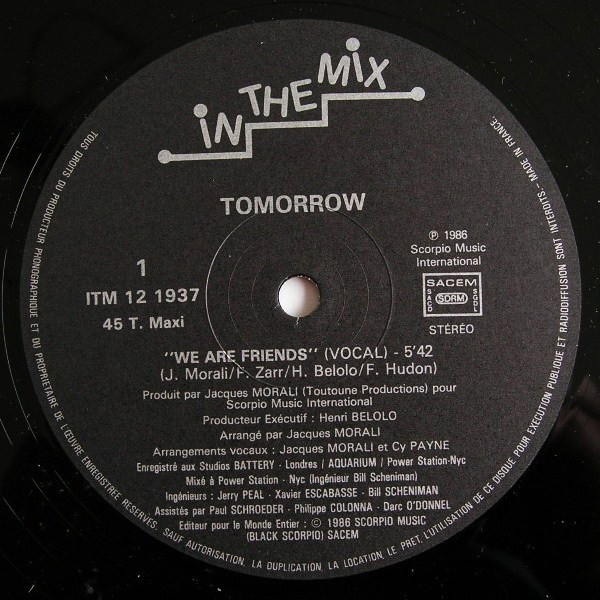 iN THE MiX
TOMORROW
℗ 1986
Scorpio Music
International
SACEM
SACD
SDRM
SGDL
STÉRÉO
1
ITM 12 1937
45 T. Maxi
"WE ARE FRIENDS" (VOCAL) - 5'42
(J. Morali/F. Zarr/H. Belolo/F. Hudon)
Produit par Jacques MORALI (Toutoune Productions) pour
Scorpio Music International
Producteur Exécutif : Henri BELOLO
Arrangé par Jacques MORALI
Arrangements vocaux : Jacques MORALI et Cy PAYNE
Enregistré aux Studios BATTERY - Londres / AQUARIUM / Power Station-Nyc
Mixé à Power Station - Nyc (Ingénieur Bill Scheniman)
Ingénieurs : Jerry PEAL - Xavier ESCABASSE - Bill SCHENIMAN
Assistés par Paul SCHROEDER - Philippe COLONNA - Darc O'DONNEL
Editeur pour le Monde Entier : © 1986 SCORPIO MUSIC
(BLACK SCORPIO) SACEM
TOUS DROITS DU PRODUCTEUR PHONOGRAPHIQUE ET DU PROPRIETAIRE DE L'ŒUVRE ENREGISTREE RESERVES. SAUF AUTORISATION, LA DUPLICATION, LA LOCATION, LE PRET, L'UTILISATION DE CE DISQUE POUR EXECUTION PUBLIQUE ET RADIODIFFUSION SONT INTERDITS. - MADE IN FRANCE.